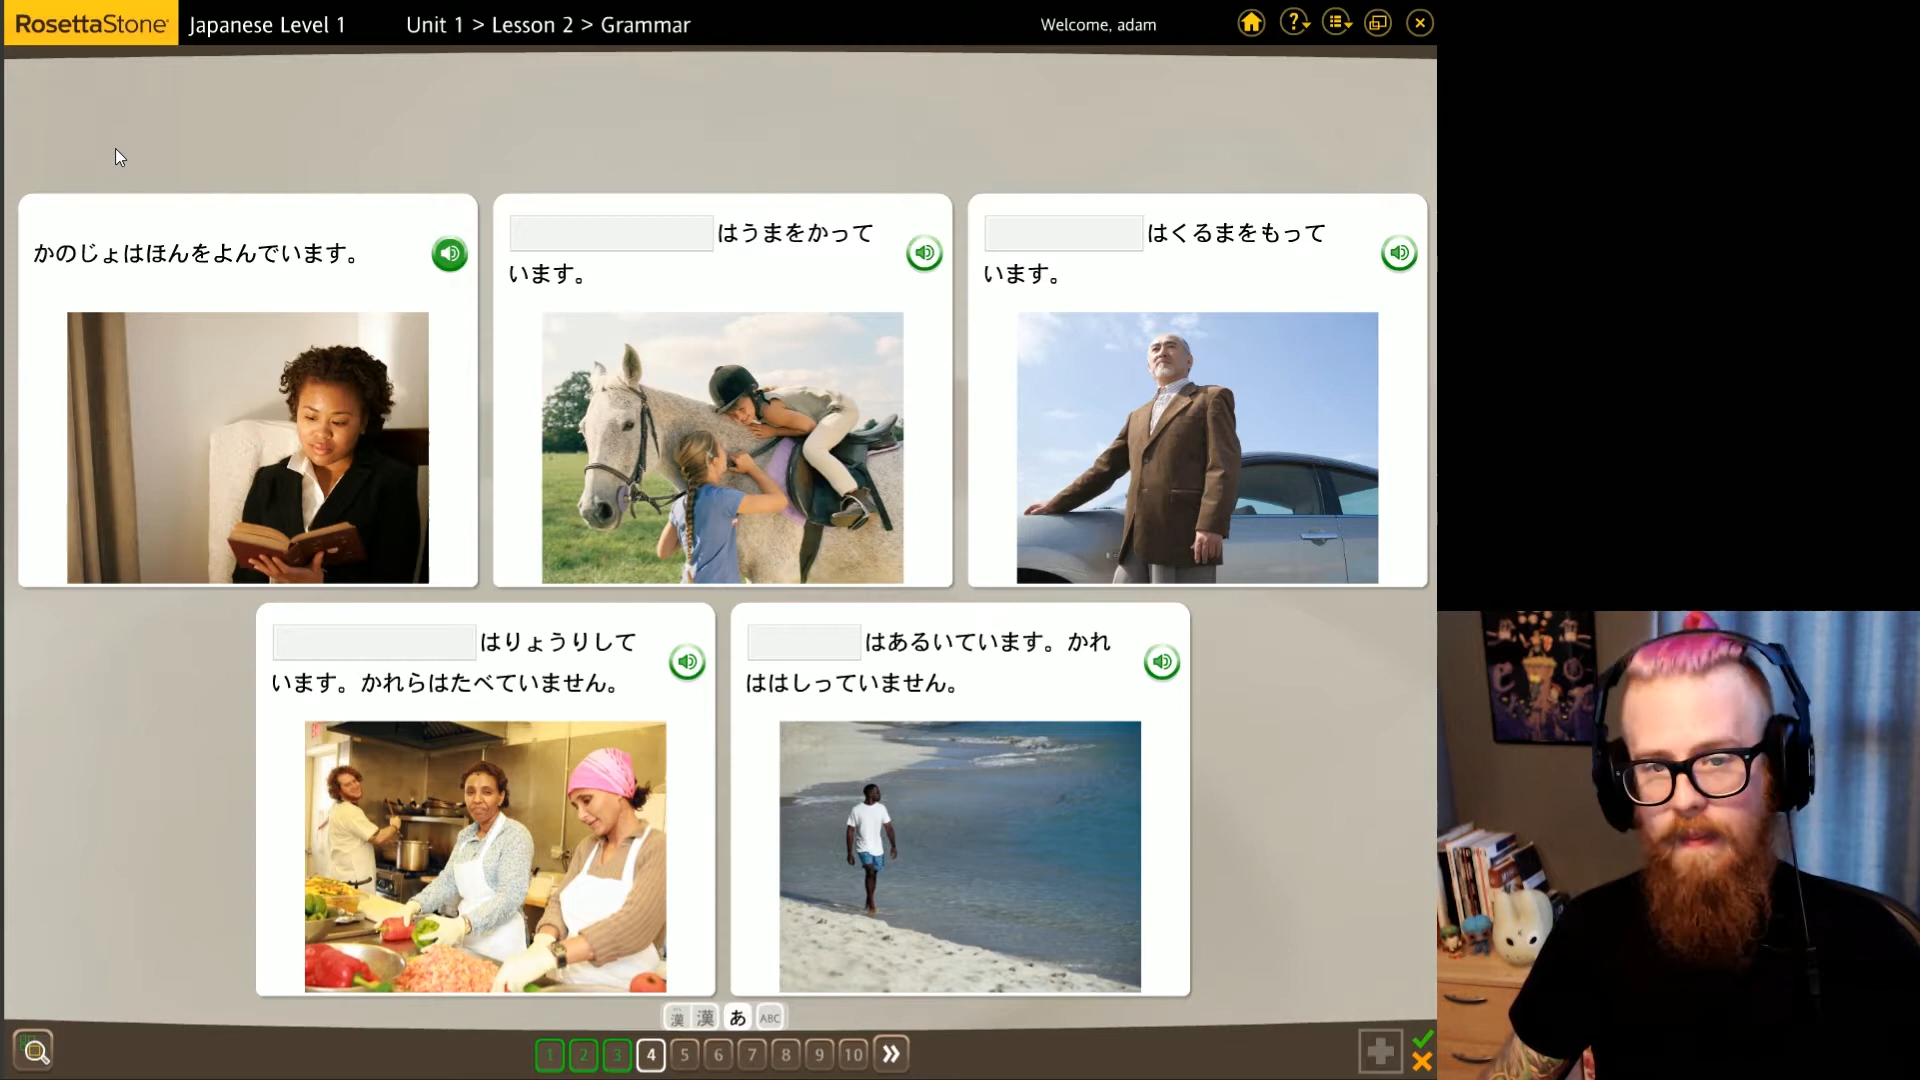 RosettaStone Japanese Level 1 Unit 1 > Lesson 2 > Grammar Welcome, adam
かのじょはほんをよんでいます。
はうまをかって
います。
はくるまをもって
います。
はりょうりして
います。かれらはたべていません。
はあるいています。かれ
ははしっていません。
漢 漢 あ ABC
1 2 3 4 5 6 7 8 9 10